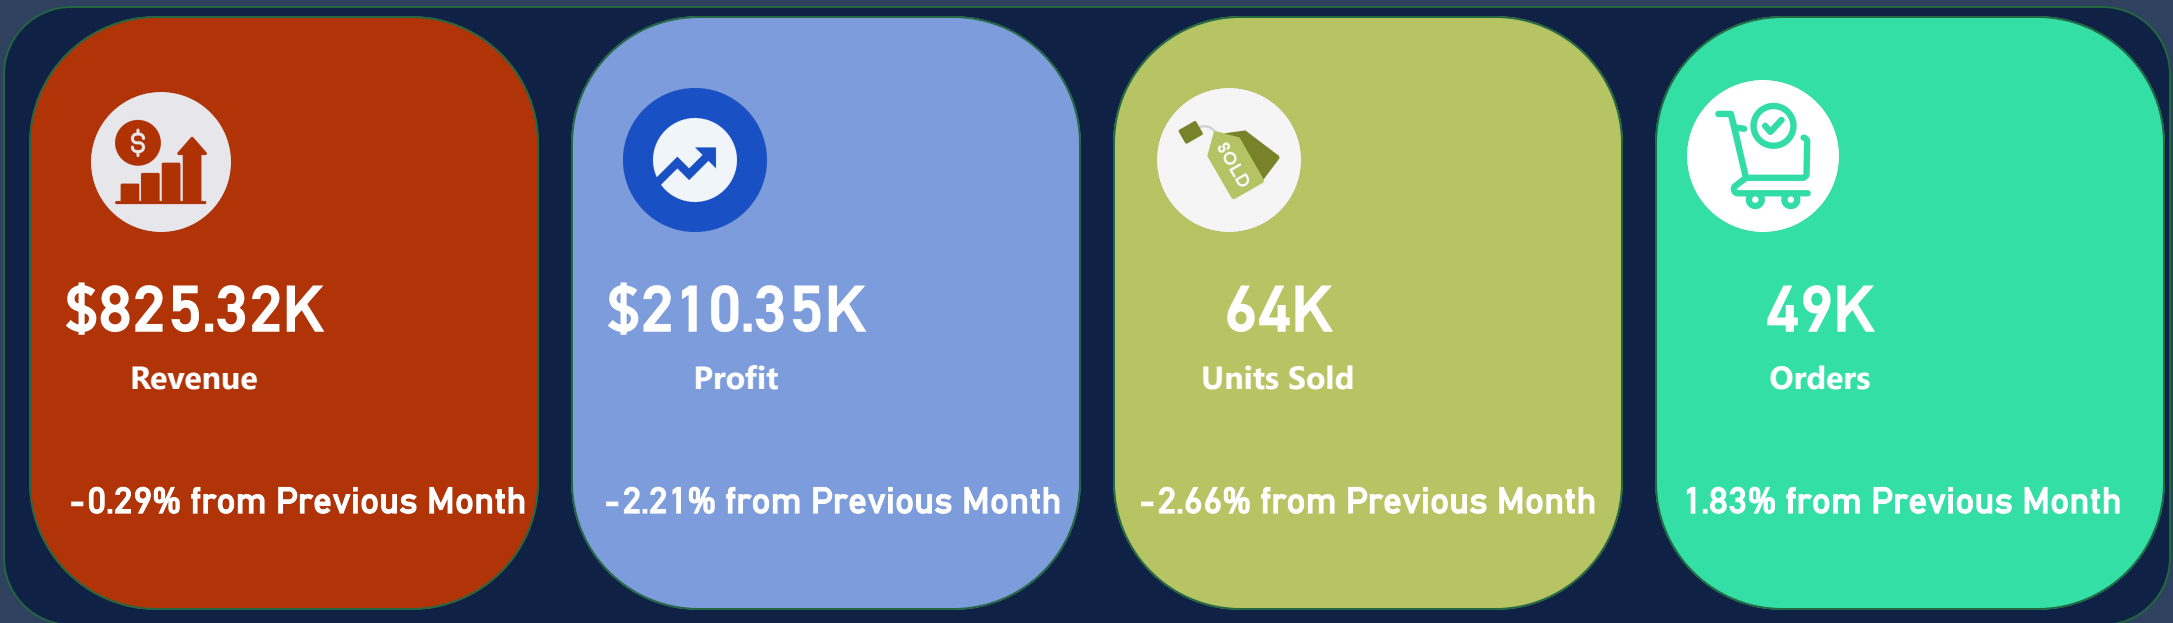 $
$825.32K
Revenue
-0.29% from Previous Month
$210.35K
Profit
-2.21% from Previous Month
SOLD
64K
Units Sold
-2.66% from Previous Month
49K
Orders
1.83% from Previous Month